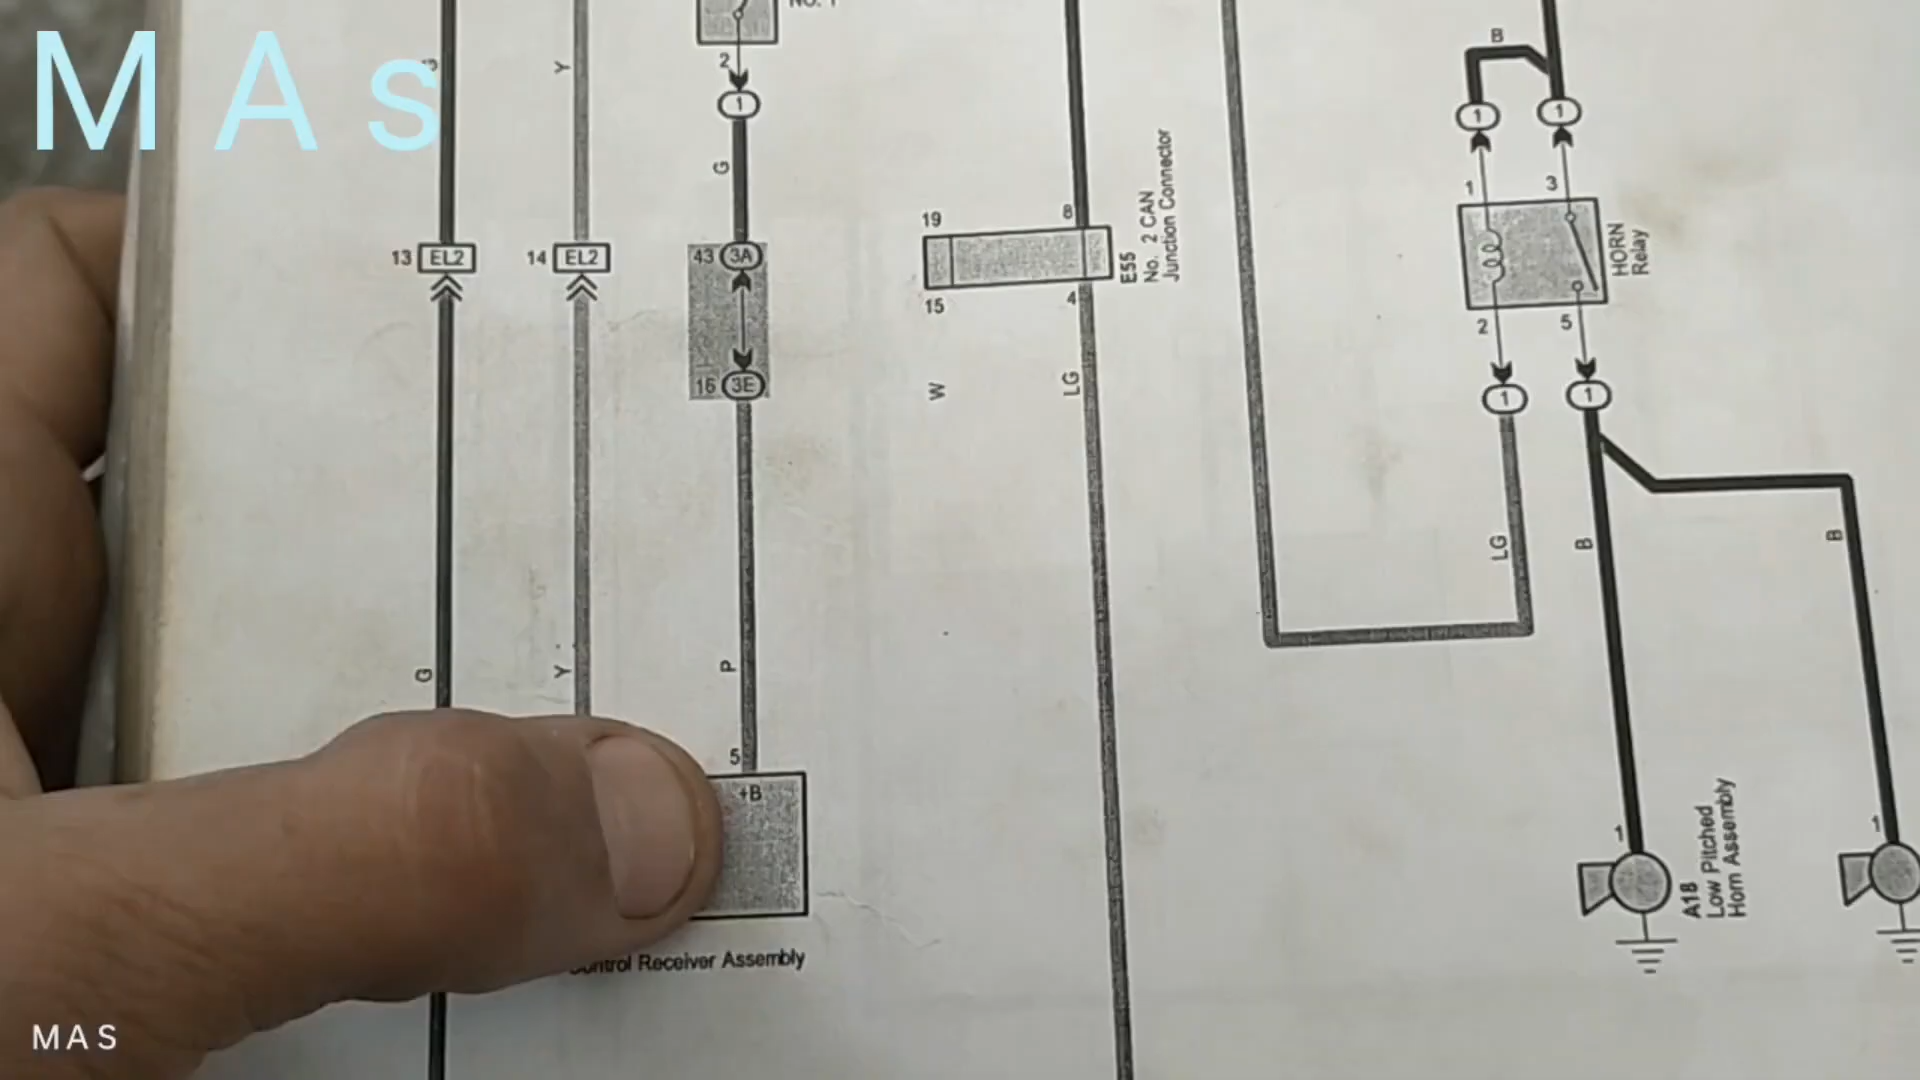 M A s
NO. 1
B
Y
2
1
1
1
G
1
3
19
8
E55
No. 2 CAN
Junction Connector
HORN
Relay
13 EL2
14 EL2
43 3A
15
4
2
5
16 3E
W
LG
1
1
LG
B
B
G
Y
P
5
+B
1
1
A18
Low Pitched
Horn Assembly
Control Receiver Assembly
MAS